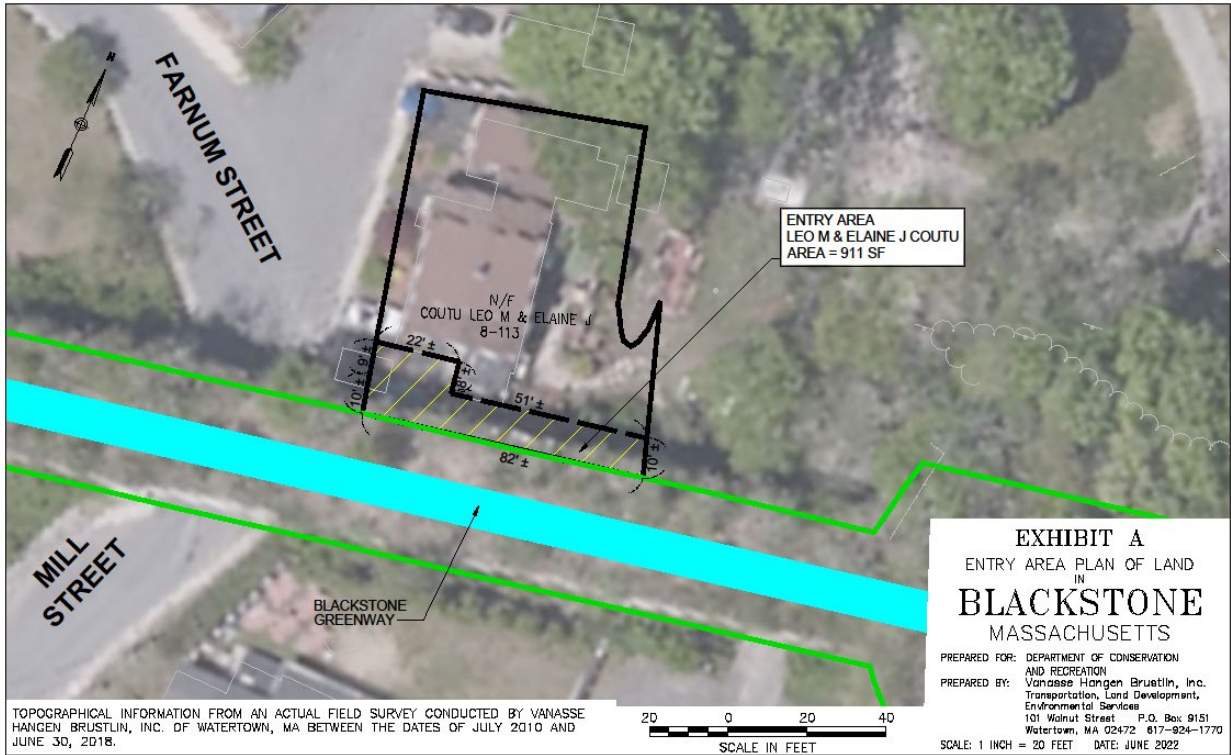 N
FARNUM STREET
ENTRY AREA
LEO M & ELAINE J COUTU
AREA = 911 SF
N/F
COUTU LEO M & ELAINE J
8-113
22' ±
9' ±
10' ±
8' ±
51' ±
82' ±
10' ±
MILL
STREET
BLACKSTONE
GREENWAY
EXHIBIT A
ENTRY AREA PLAN OF LAND
IN
BLACKSTONE
MASSACHUSETTS
PREPARED FOR: DEPARTMENT OF CONSERVATION
AND RECREATION
PREPARED BY: Vanasse Hangen Brustlin, Inc.
Transportation, Land Development,
Environmental Services
101 Walnut Street P.O. Box 9151
Watertown, MA 02472 617-924-1770
SCALE: 1 INCH = 20 FEET DATE: JUNE 2022
TOPOGRAPHICAL INFORMATION FROM AN ACTUAL FIELD SURVEY CONDUCTED BY VANASSE
HANGEN BRUSTLIN, INC. OF WATERTOWN, MA BETWEEN THE DATES OF JULY 2010 AND
JUNE 30, 2018.
20 0 20 40
SCALE IN FEET